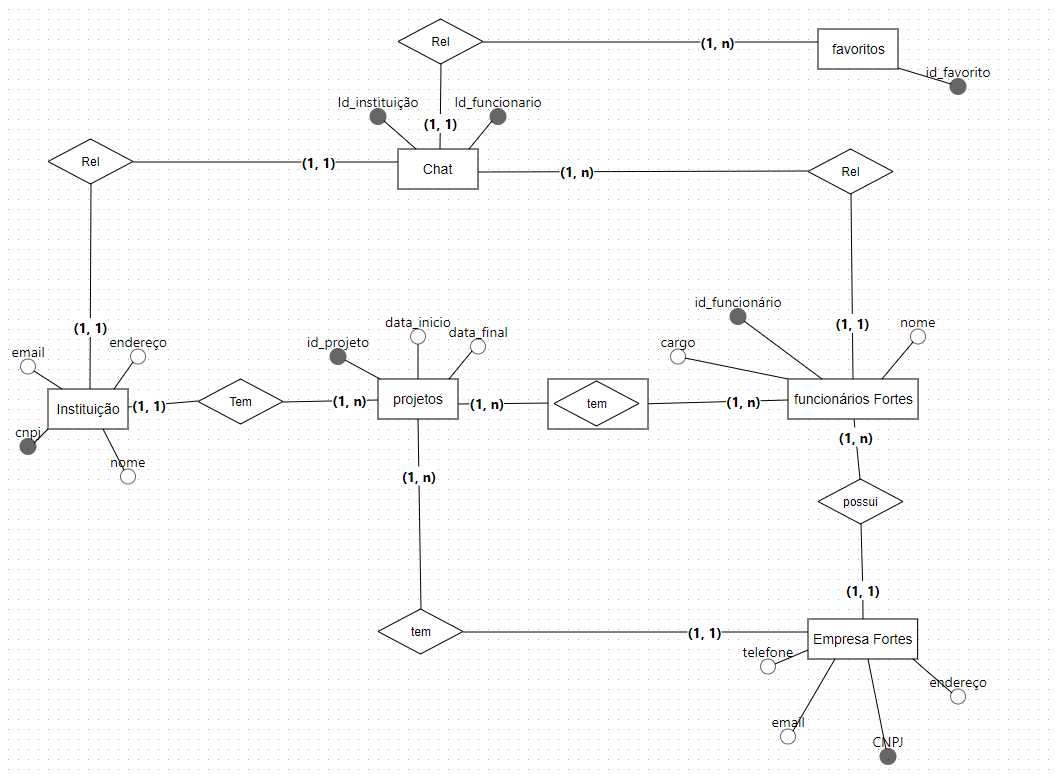 Rel
(1, n)
favoritos
id_favorito
Id_instituição
Id_funcionario
(1, 1)
Rel
(1, 1)
Chat
(1, n)
Rel
id_funcionário
data_inicio
nome
(1, 1)
(1, 1)
data_final
email
endereço
id_projeto
cargo
Instituição
(1, 1)
Tem
(1, n)
projetos
(1, n)
tem
(1, n)
funcionários Fortes
cnpj
(1, n)
nome
(1, n)
possui
(1, 1)
tem
(1, 1)
Empresa Fortes
telefone
endereço
email
CNPJ